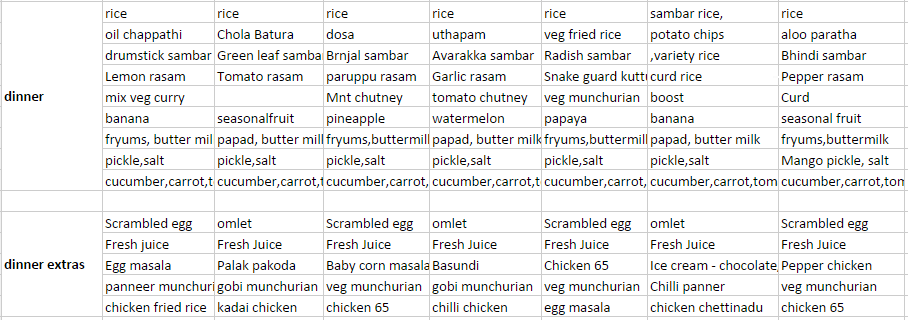 rice rice rice rice rice sambar rice, rice
oil chappathi Chola Batura dosa uthapam veg fried rice potato chips aloo paratha
drumstick sambar Green leaf sambar Brnjal sambar Avarakka sambar Radish sambar ,variety rice Bhindi sambar
Lemon rasam Tomato rasam paruppu rasam Garlic rasam Snake guard kuttu curd rice Pepper rasam
dinner mix veg curry Mnt chutney tomato chutney veg munchurian boost Curd
banana seasonalfruit pineapple watermelon papaya banana seasonal fruit
fryums, butter mil papad, butter milk fryums,buttermill papad, butter milk fryums,buttermill papad, butter milk fryums,buttermilk
pickle,salt pickle,salt pickle,salt pickle,salt pickle,salt pickle,salt Mango pickle, salt
cucumber,carrot,t cucumber,carrot,t cucumber,carrot, cucumber,carrot,t cucumber,carrot, cucumber,carrot,tom cucumber,carrot,tom
Scrambled egg omlet Scrambled egg omlet Scrambled egg omlet Scrambled egg
Fresh juice Fresh Juice Fresh Juice Fresh Juice Fresh Juice Fresh Juice Fresh Juice
dinner extras Egg masala Palak pakoda Baby corn masala Basundi Chicken 65 Ice cream - chocolate, Pepper chicken
panneer munchuri gobi munchurian veg munchurian gobi munchurian veg munchurian Chilli panner veg munchurian
chicken fried rice kadai chicken chicken 65 chilli chicken egg masala chicken chettinadu chicken 65